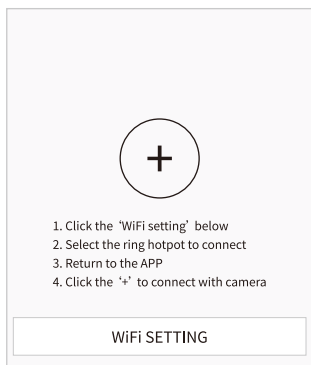 +
1. Click the ‘WiFi setting’ below
2. Select the ring hotpot to connect
3. Return to the APP
4. Click the ‘+’ to connect with camera
WiFi SETTING